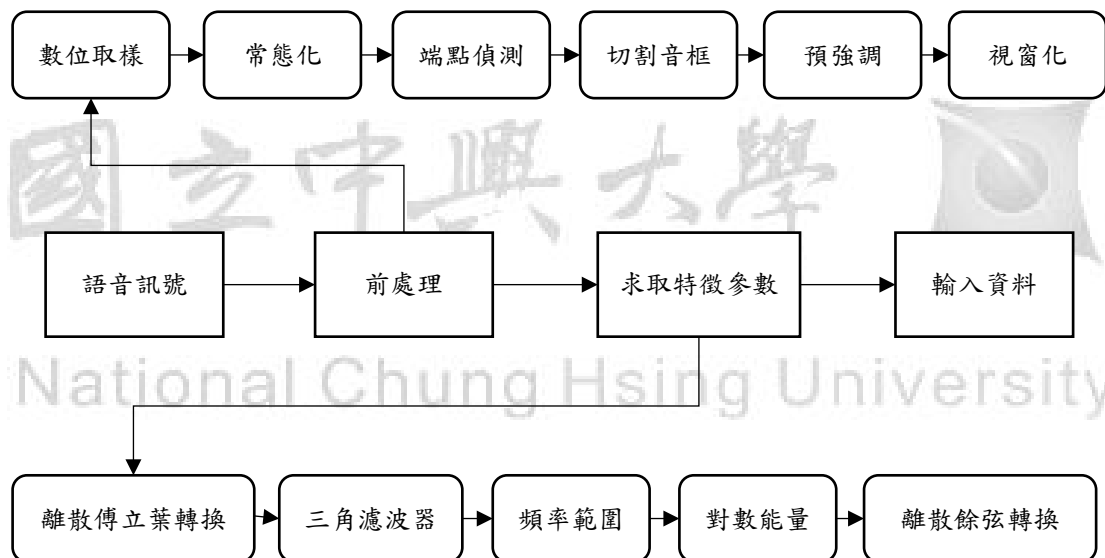 數位取樣
常態化
端點偵測
切割音框
預強調
視窗化
國立中興大學
語音訊號
前處理
求取特徵參數
輸入資料
National Chung Hsing University
離散傅立葉轉換
三角濾波器
頻率範圍
對數能量
離散餘弦轉換